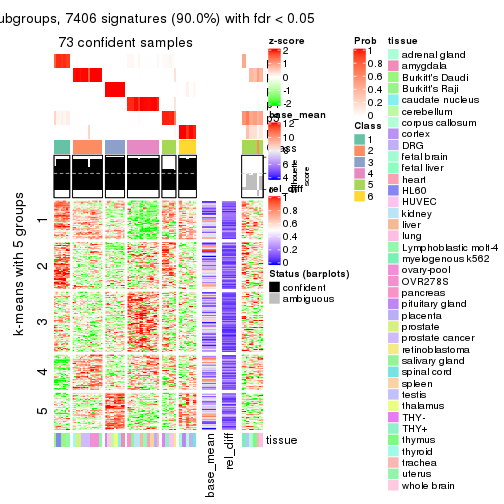 ubgroups, 7406 signatures (90.0%) with fdr < 0.05
73 confident samples
k-means with 5 groups
1
2
3
4
5
base_mean
rel_diff
tissue
z-score
2
1
0
-1
-2
base_mean
12
10
8
6
4
rel_diff
1
0.8
0.6
0.4
0.2
0
silhouette
score
Status (barplots)
confident
ambiguous
Prob
1
0.8
0.6
0.4
0.2
0
Class
1
2
3
4
5
6
tissue
adrenal gland
amygdala
Burkitt's Daudi
Burkitt's Raji
caudate nucleus
cerebellum
corpus callosum
cortex
DRG
fetal brain
fetal liver
heart
HL60
HUVEC
kidney
liver
lung
Lymphoblastic molt-4
myelogenous k562
ovary-pool
OVR278S
pancreas
pituitary gland
placenta
prostate
prostate cancer
retinoblastoma
salivary gland
spinal cord
spleen
testis
thalamus
THY-
THY+
thymus
thyroid
trachea
uterus
whole brain